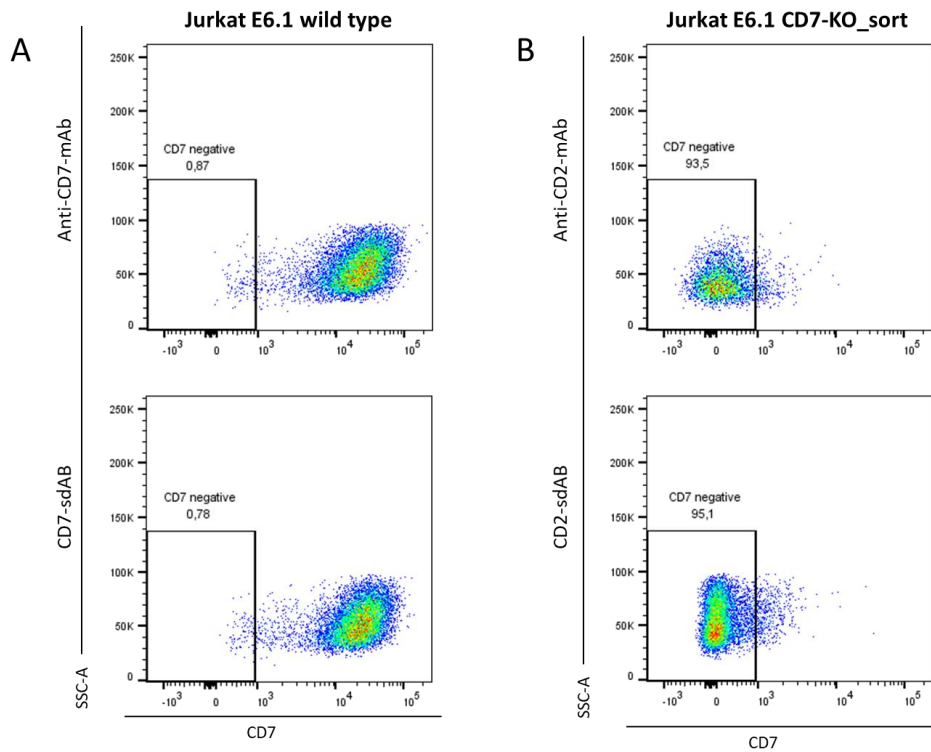 Jurkat E6.1 wild type
A
Anti-CD7-mAb
250K
200K
150K
100K
50K
0
CD7 negative
0,87
-10³ 0 10³ 10⁴ 10⁵
CD7-sdAB
250K
200K
150K
100K
50K
0
CD7 negative
0,78
-10³ 0 10³ 10⁴ 10⁵
SSC-A
CD7
Jurkat E6.1 CD7-KO_sort
B
Anti-CD2-mAb
250K
200K
150K
100K
50K
0
CD7 negative
93,5
-10³ 0 10³ 10⁴ 10⁵
CD2-sdAB
250K
200K
150K
100K
50K
0
CD7 negative
95,1
-10³ 0 10³ 10⁴ 10⁵
SSC-A
CD7